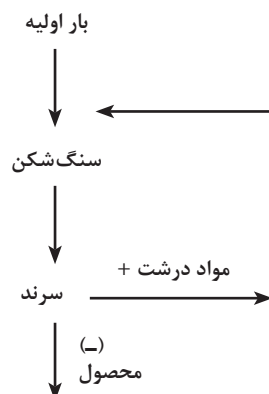 بار اولیه
سنگ‌شکن
مواد درشت +
سرند
(–)
محصول